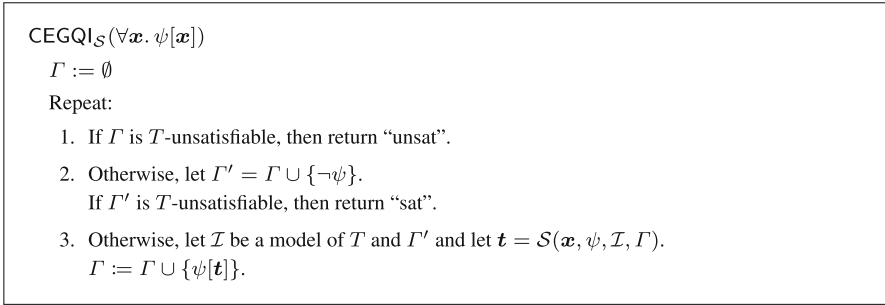 CEGQI𝒮(∀𝒙. ψ[𝒙])
Γ := ∅
Repeat:
1. If Γ is T-unsatisfiable, then return “unsat”.
2. Otherwise, let Γ′ = Γ ∪ {¬ψ}.
If Γ′ is T-unsatisfiable, then return “sat”.
3. Otherwise, let ℐ be a model of T and Γ′ and let 𝒕 = 𝒮(𝒙, ψ, ℐ, Γ).
Γ := Γ ∪ {ψ[𝒕]}.